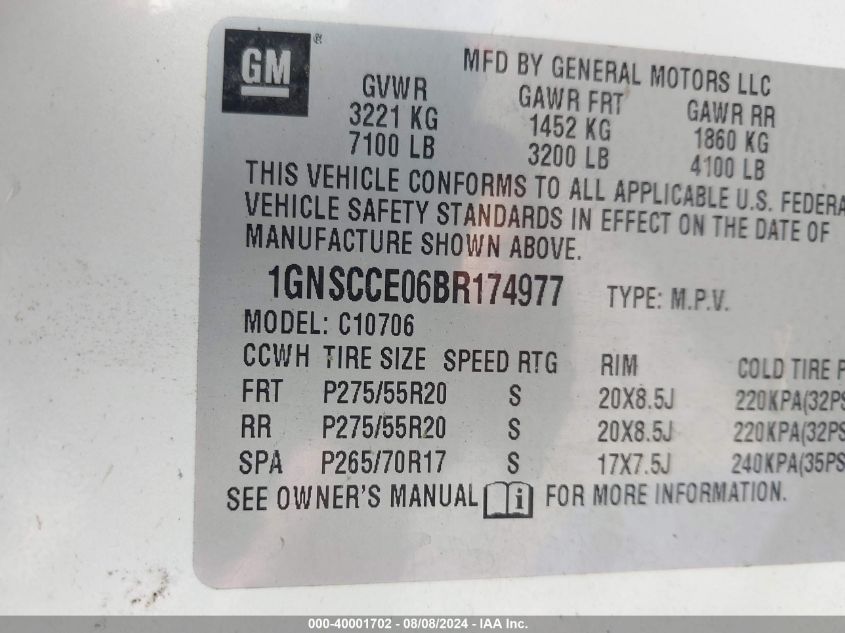 GM®
MFD BY GENERAL MOTORS LLC
GVWR GAWR FRT GAWR RR
3221 KG 1452 KG 1860 KG
7100 LB 3200 LB 4100 LB
THIS VEHICLE CONFORMS TO ALL APPLICABLE U.S. FEDERA
VEHICLE SAFETY STANDARDS IN EFFECT ON THE DATE OF
MANUFACTURE SHOWN ABOVE.
1GNSCCE06BR174977 TYPE: M.P.V.
MODEL: C10706
CCWH TIRE SIZE SPEED RTG RIM COLD TIRE P
FRT P275/55R20 S 20X8.5J 220KPA(32PS
RR P275/55R20 S 20X8.5J 220KPA(32PS
SPA P265/70R17 S 17X7.5J 240KPA(35PS
SEE OWNER'S MANUAL i FOR MORE INFORMATION.
000-40001702 - 08/08/2024 - IAA Inc.